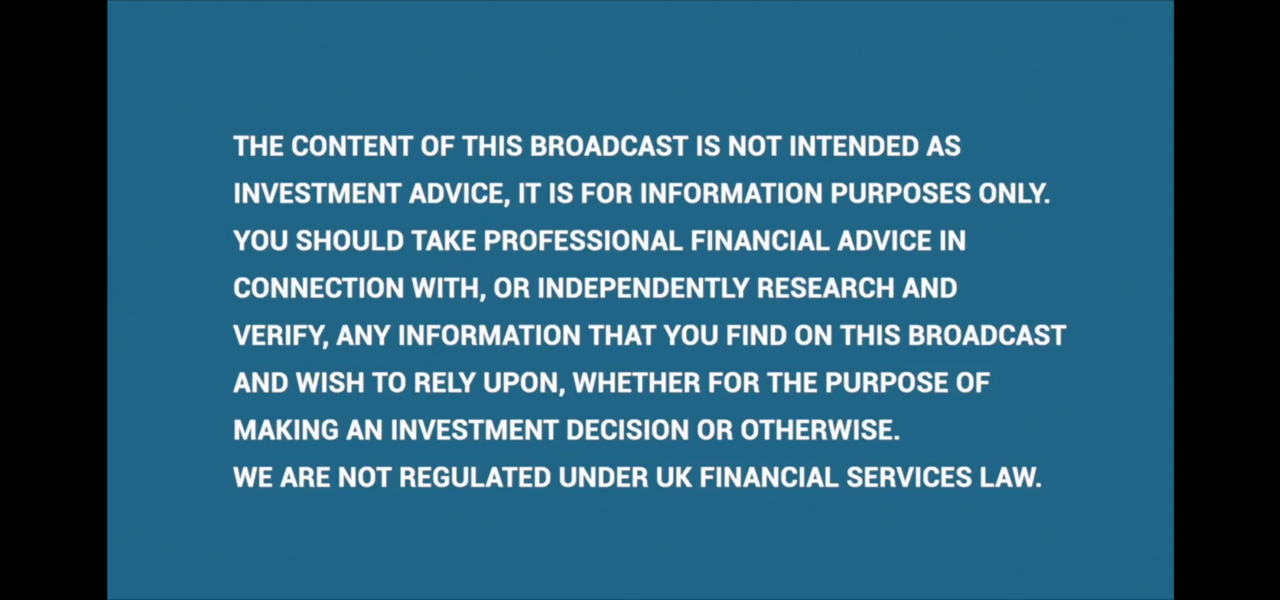 THE CONTENT OF THIS BROADCAST IS NOT INTENDED AS
INVESTMENT ADVICE, IT IS FOR INFORMATION PURPOSES ONLY.
YOU SHOULD TAKE PROFESSIONAL FINANCIAL ADVICE IN
CONNECTION WITH, OR INDEPENDENTLY RESEARCH AND
VERIFY, ANY INFORMATION THAT YOU FIND ON THIS BROADCAST
AND WISH TO RELY UPON, WHETHER FOR THE PURPOSE OF
MAKING AN INVESTMENT DECISION OR OTHERWISE.
WE ARE NOT REGULATED UNDER UK FINANCIAL SERVICES LAW.